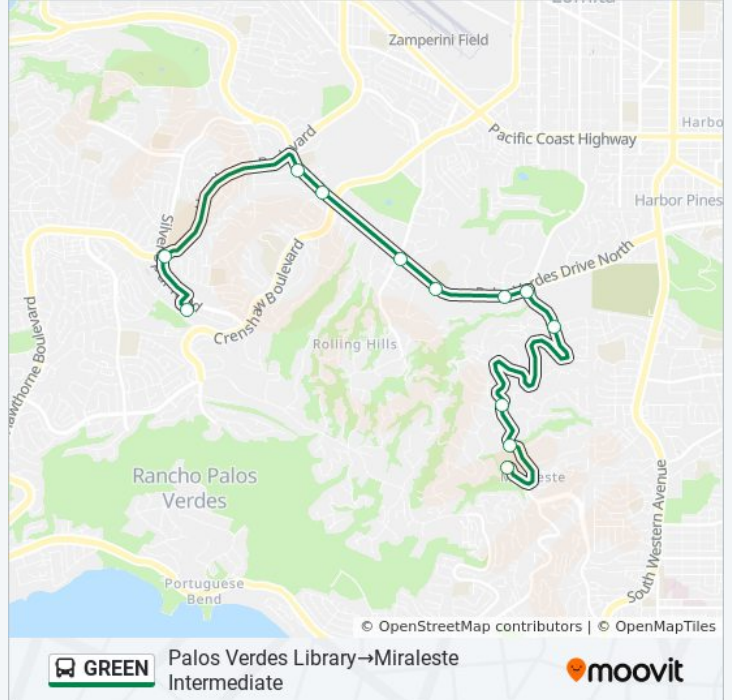 Lomita
Zamperini Field
Pacific Coast Highway
Harbo
Harbor Pines
Palos Verdes Drive North
Crenshaw Boulevard
Hawthorne Boulevard
Rolling Hills
Rancho Palos
Verdes
Portuguese
Bend
South Western Avenue
© OpenStreetMap contributors | © OpenMapTiles
GREEN
Palos Verdes Library→Miraleste
Intermediate
moovit